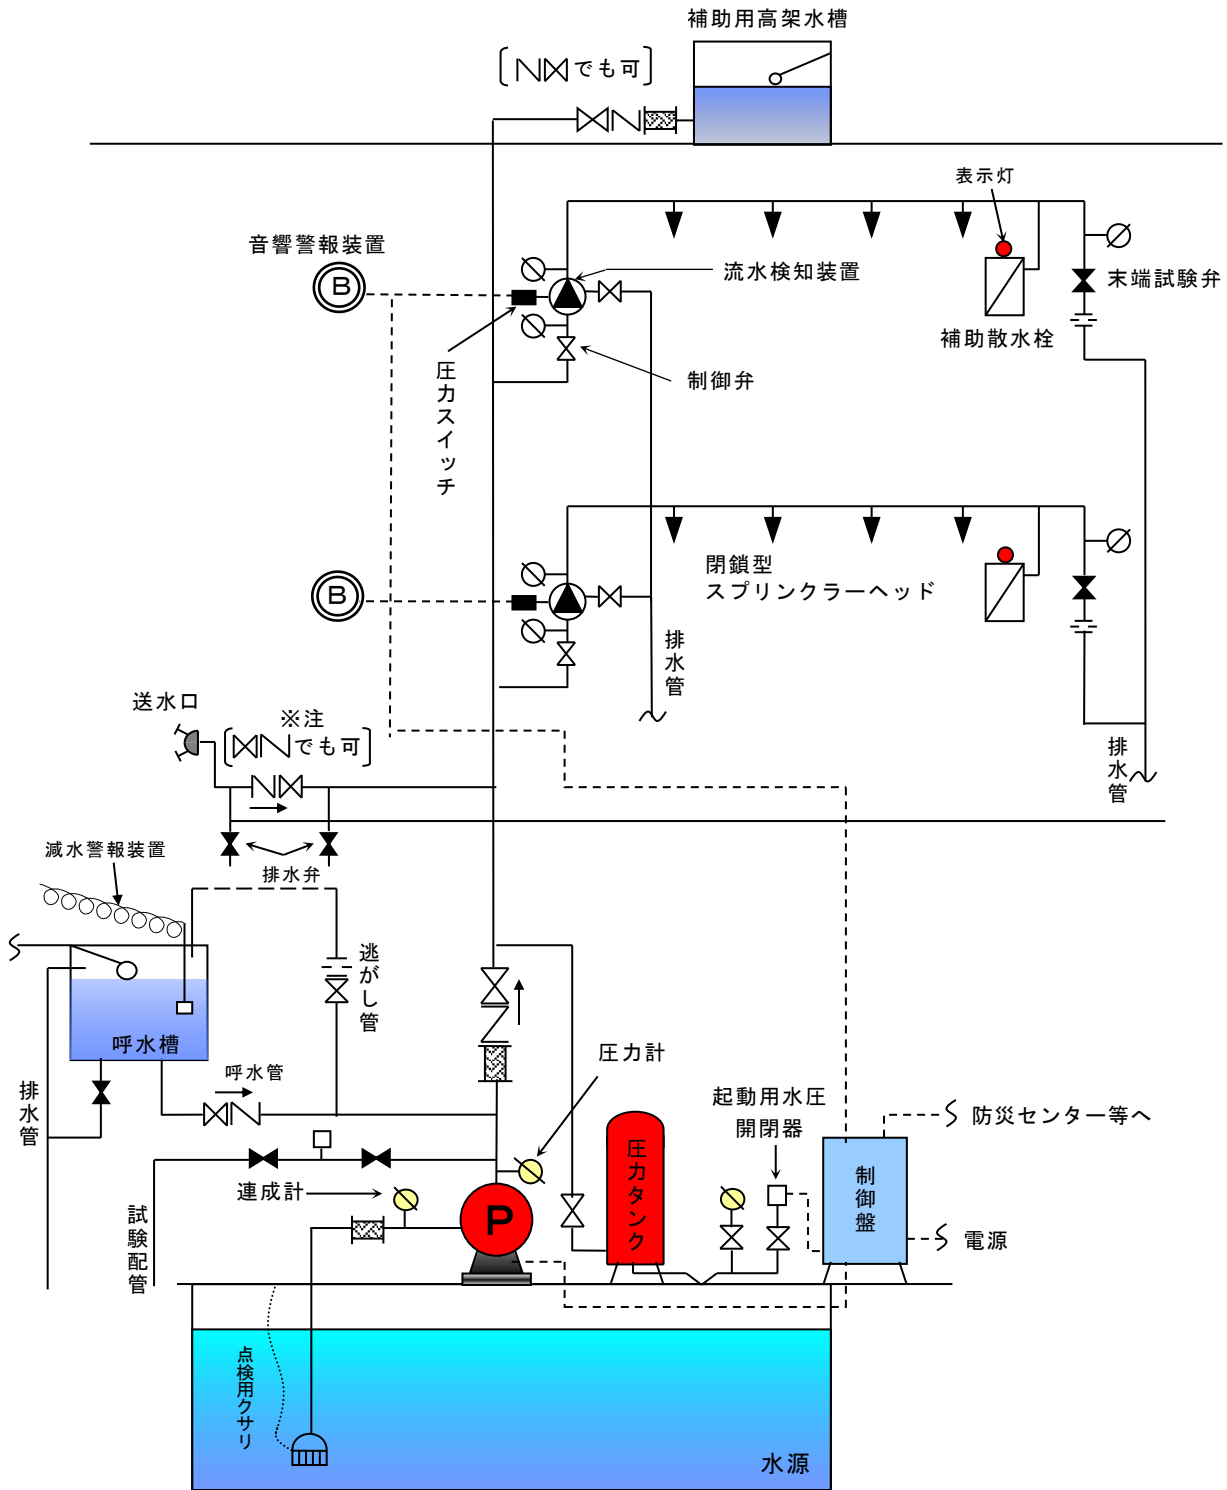 補助用高架水槽
でも可
表示灯
音響警報装置
B
流水検知装置
末端試験弁
補助散水栓
圧力スイッチ
制御弁
閉鎖型
スプリンクラーヘッド
B
排水管
送水口
※注
でも可
排水管
減水警報装置
排水弁
逃がし管
呼水槽
呼水管
排水管
圧力計
起動用水圧
開閉器
防災センター等へ
圧力タンク
制御盤
連成計
試験配管
P
電源
点検用クサリ
水源